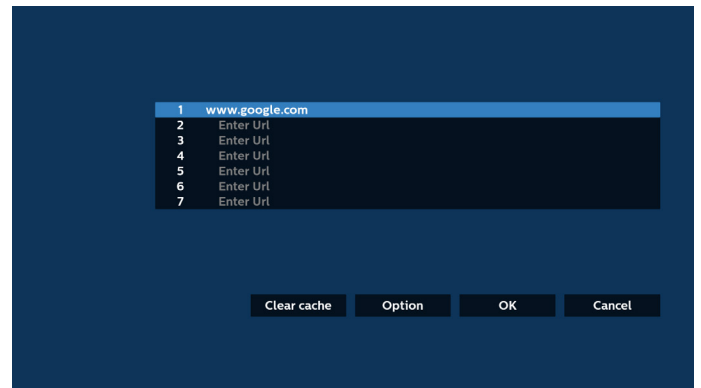 1 www.google.com
2 Enter Url
3 Enter Url
4 Enter Url
5 Enter Url
6 Enter Url
7 Enter Url
Clear cache Option OK Cancel